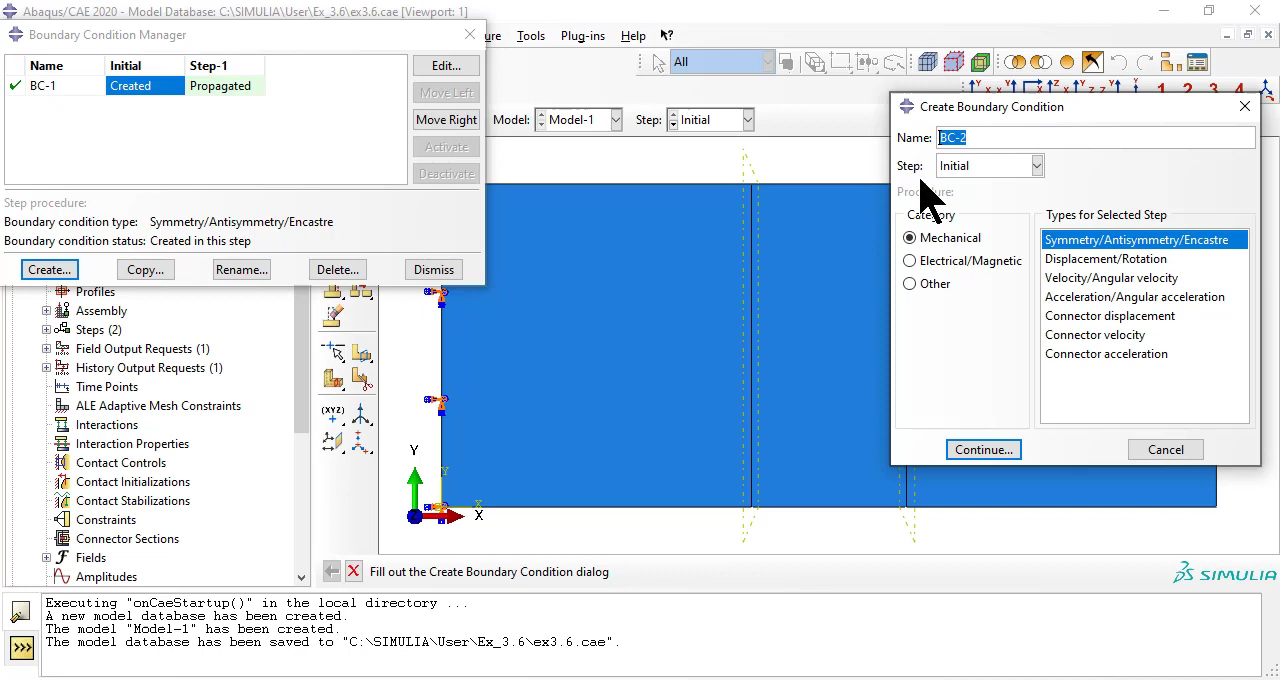 Abaqus/CAE 2020 - Model Database: C:\SIMULIA\User\Ex_3.6\ex3.6.cae [Viewport: 1]
Boundary Condition Manager
Tools Plug-ins Help
Name Initial Step-1
BC-1 Created Propagated
Edit...
Move Left
Move Right
Activate
Deactivate
Step procedure:
Boundary condition type: Symmetry/Antisymmetry/Encastre
Boundary condition status: Created in this step
Create... Copy... Rename... Delete... Dismiss
All
Model: Model-1 Step: Initial
Create Boundary Condition
Name: BC-2
Step: Initial
Procedure:
Category
Mechanical
Electrical/Magnetic
Other
Types for Selected Step
Symmetry/Antisymmetry/Encastre
Displacement/Rotation
Velocity/Angular velocity
Acceleration/Angular acceleration
Connector displacement
Connector velocity
Connector acceleration
Continue... Cancel
Profiles
Assembly
Steps (2)
Field Output Requests (1)
History Output Requests (1)
Time Points
ALE Adaptive Mesh Constraints
Interactions
Interaction Properties
Contact Controls
Contact Initializations
Contact Stabilizations
Constraints
Connector Sections
Fields
Amplitudes
(XYZ)
Y
Y
X
X
Fill out the Create Boundary Condition dialog
SIMULIA
Executing "onCaeStartup()" in the local directory ...
A new model database has been created.
The model "Model-1" has been created.
The model database has been saved to "C:\SIMULIA\User\Ex_3.6\ex3.6.cae".
>>>